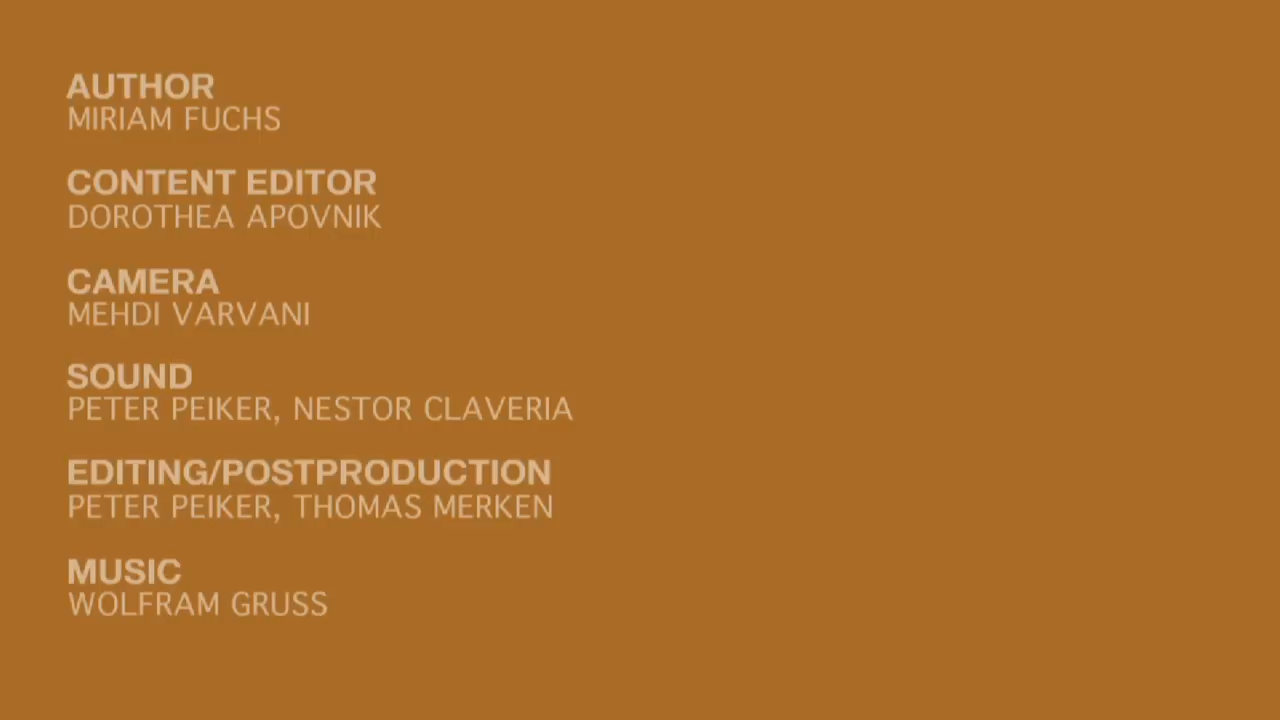 AUTHOR
MIRIAM FUCHS
CONTENT EDITOR
DOROTHEA APOVNIK
CAMERA
MEHDI VARVANI
SOUND
PETER PEIKER, NESTOR CLAVERIA
EDITING/POSTPRODUCTION
PETER PEIKER, THOMAS MERKEN
MUSIC
WOLFRAM GRUSS